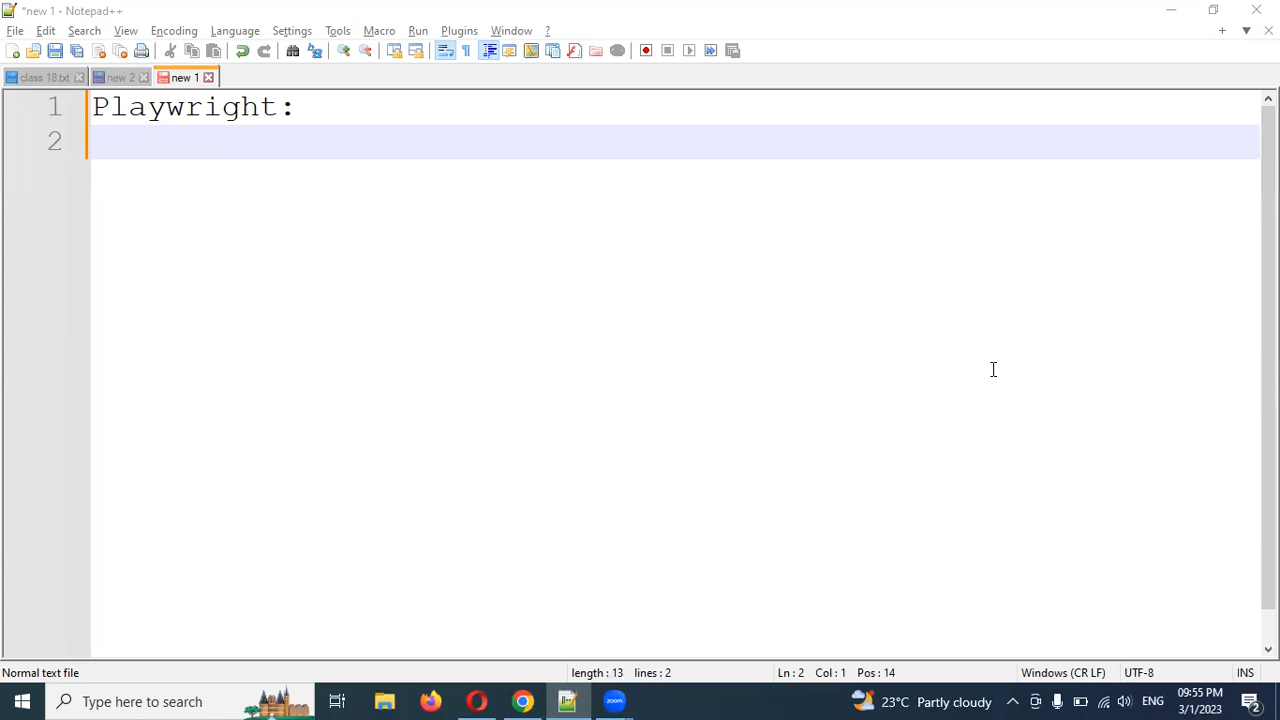 *new 1 - Notepad++
File Edit Search View Encoding Language Settings Tools Macro Run Plugins Window ?
class 18.txt new 2 new 1
1 Playwright:
2
Normal text file length : 13 lines : 2 Ln : 2 Col : 1 Pos : 14 Windows (CR LF) UTF-8 INS
Type here to search zoom 23°C Partly cloudy ENG 09:55 PM
3/1/2023 2